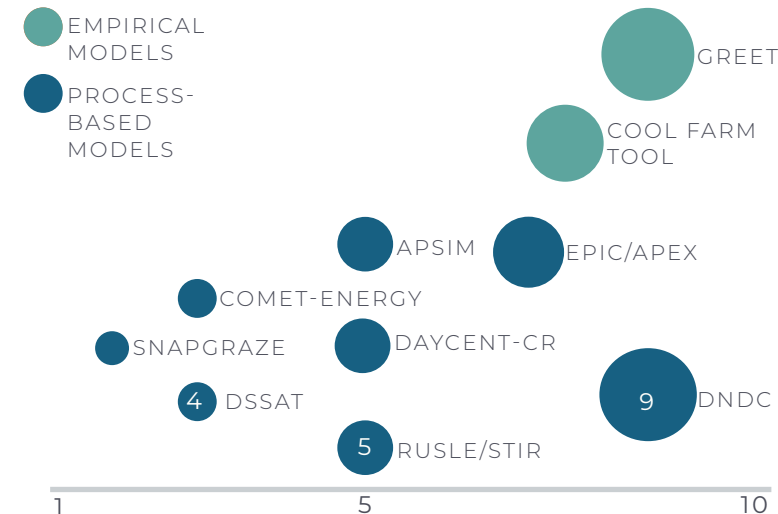 EMPIRICAL
MODELS
PROCESS-
BASED
MODELS
GREET
COOL FARM
TOOL
APSIM
EPIC/APEX
COMET-ENERGY
SNAPGRAZE
DAYCENT-CR
4 DSSAT
9 DNDC
5 RUSLE/STIR
1 5 10